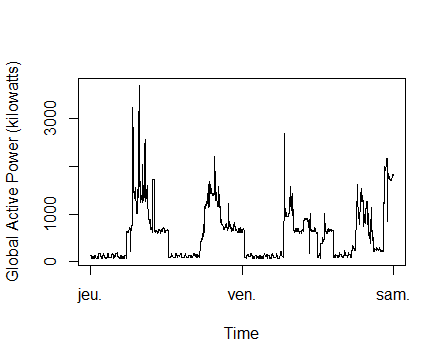 Global Active Power (kilowatts)
3000
1000
0
jeu.
ven.
sam.
Time